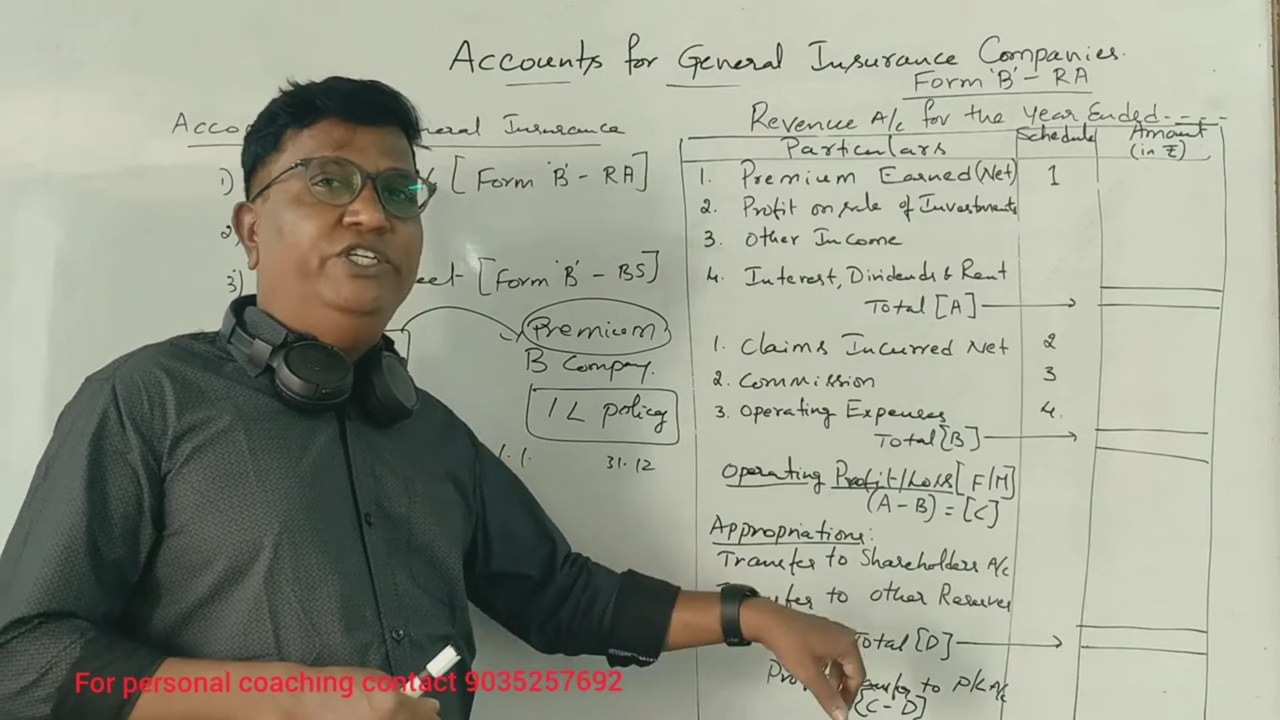 Accounts for General Insurance Companies.
Form 'B' - RA
Revenue A/c for the Year Ended-----
Particulars Schedule Amount (in ₹)
1. Premium Earned (Net) 1
2. Profit on sale of Investments
3. Other Income
4. Interest, Dividends & Rent
Total [A]
1. Claims Incurred Net 2
2. Commission 3
3. Operating Expenses 4.
Total [B]
Operating Profit/Loss [F/M]
(A-B) = [C]
Appropriations:
Transfer to Shareholders A/c
to other Reserves
Total [D]
to P/L A/c
[C-D]
Insurance
1) [Form 'B' - RA]
2)
3) [Form 'B' - BS]
Premium
B Company.
1 L policy
31.12
For personal coaching contact 9035257692